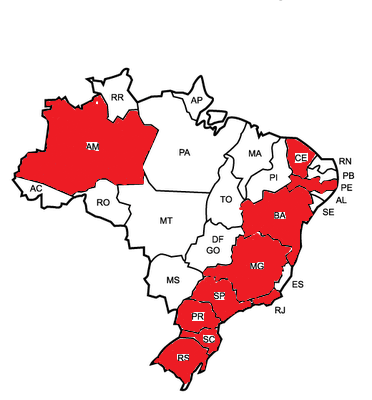 RR
AP
AM
PA
MA
CE
RN
PI
PB
PE
AC
AL
TO
RO
SE
BA
MT
DF
GO
MG
MS
ES
SP
RJ
PR
SC
RS